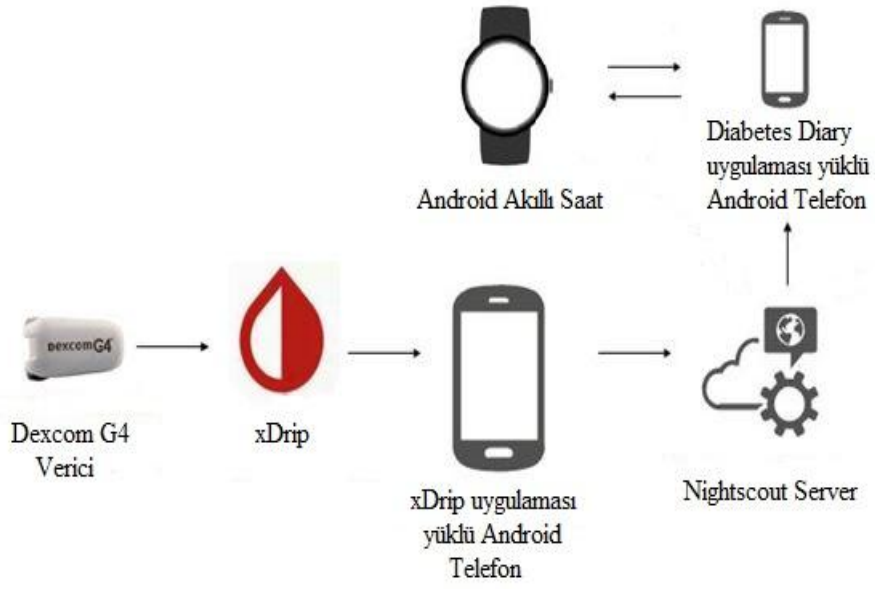 Diabetes Diary
uygulaması yüklü
Android Telefon
Android Akıllı Saat
DEXCOM G4
Dexcom G4
Verici
xDrip
xDrip uygulaması
yüklü Android
Telefon
Nightscout Server